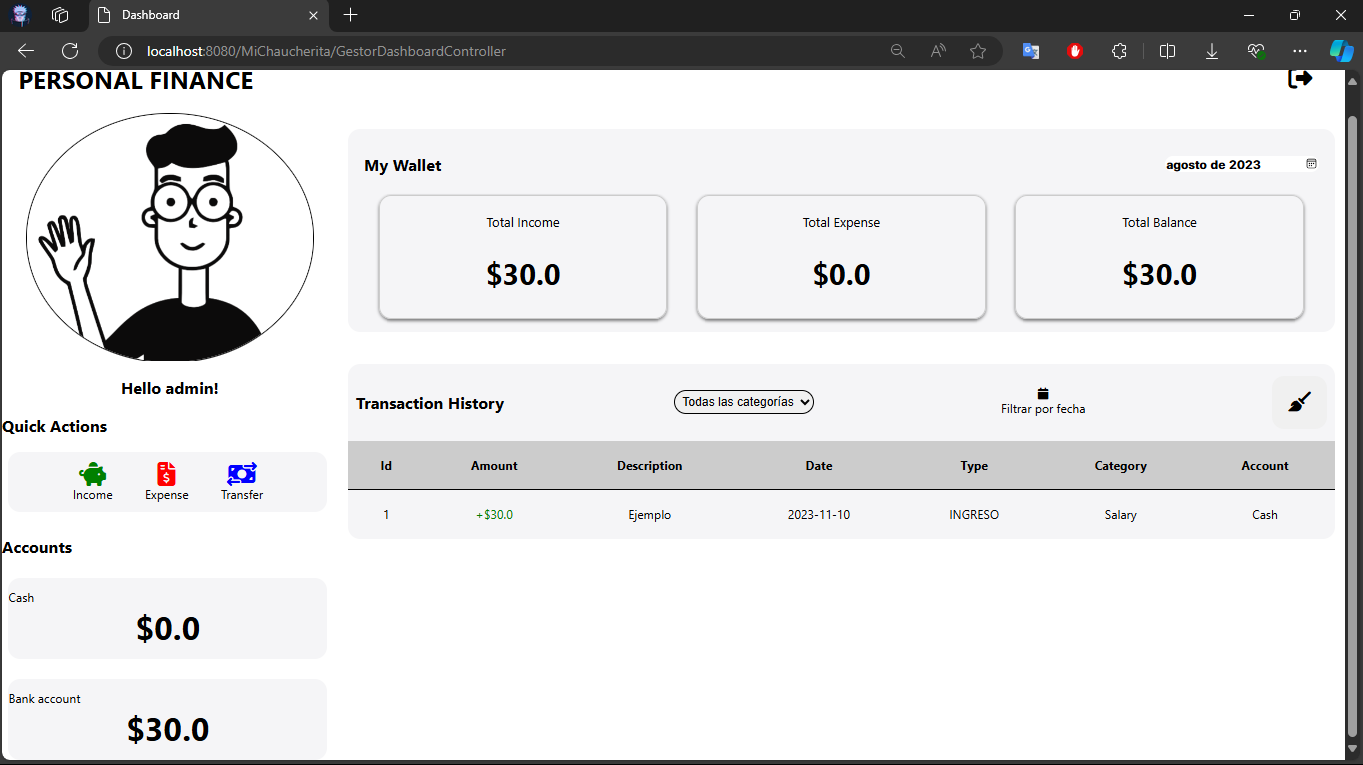 Dashboard
localhost:8080/MiChaucherita/GestorDashboardController
PERSONAL FINANCE
Hello admin!
Quick Actions
Income Expense Transfer
Accounts
Cash
$0.0
Bank account
$30.0
My Wallet agosto de 2023
Total Income Total Expense Total Balance
$30.0 $0.0 $30.0
Transaction History Todas las categorías Filtrar por fecha
Id Amount Description Date Type Category Account
1 +$30.0 Ejemplo 2023-11-10 INGRESO Salary Cash